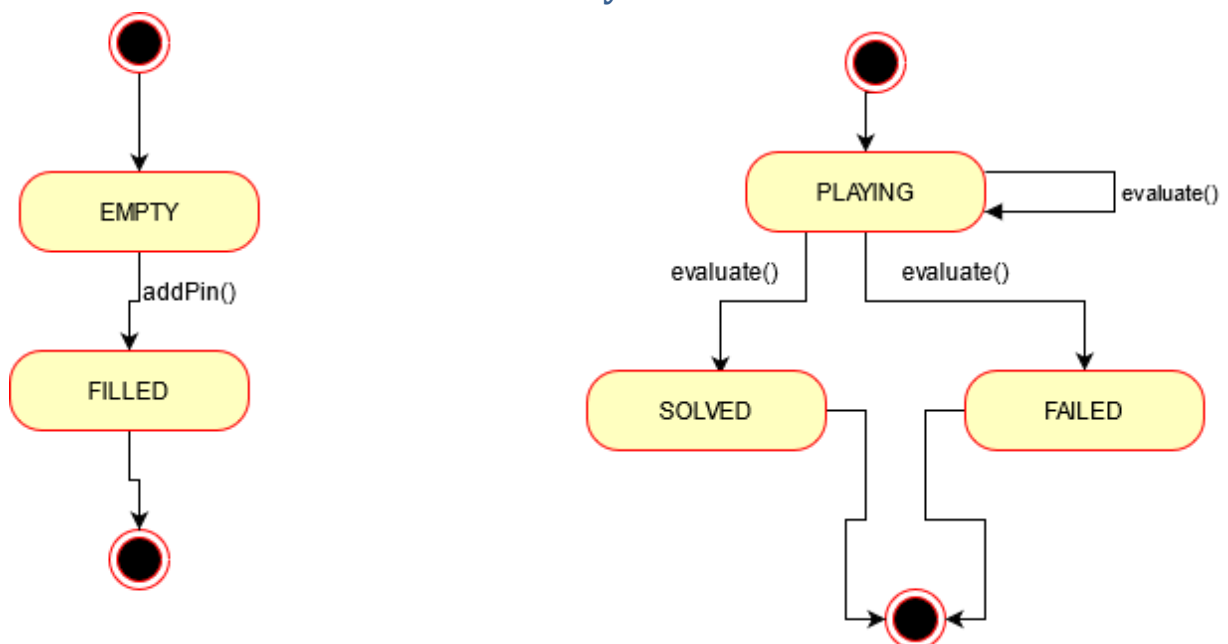 EMPTY
addPin()
FILLED
PLAYING
evaluate()
evaluate()
evaluate()
SOLVED
FAILED